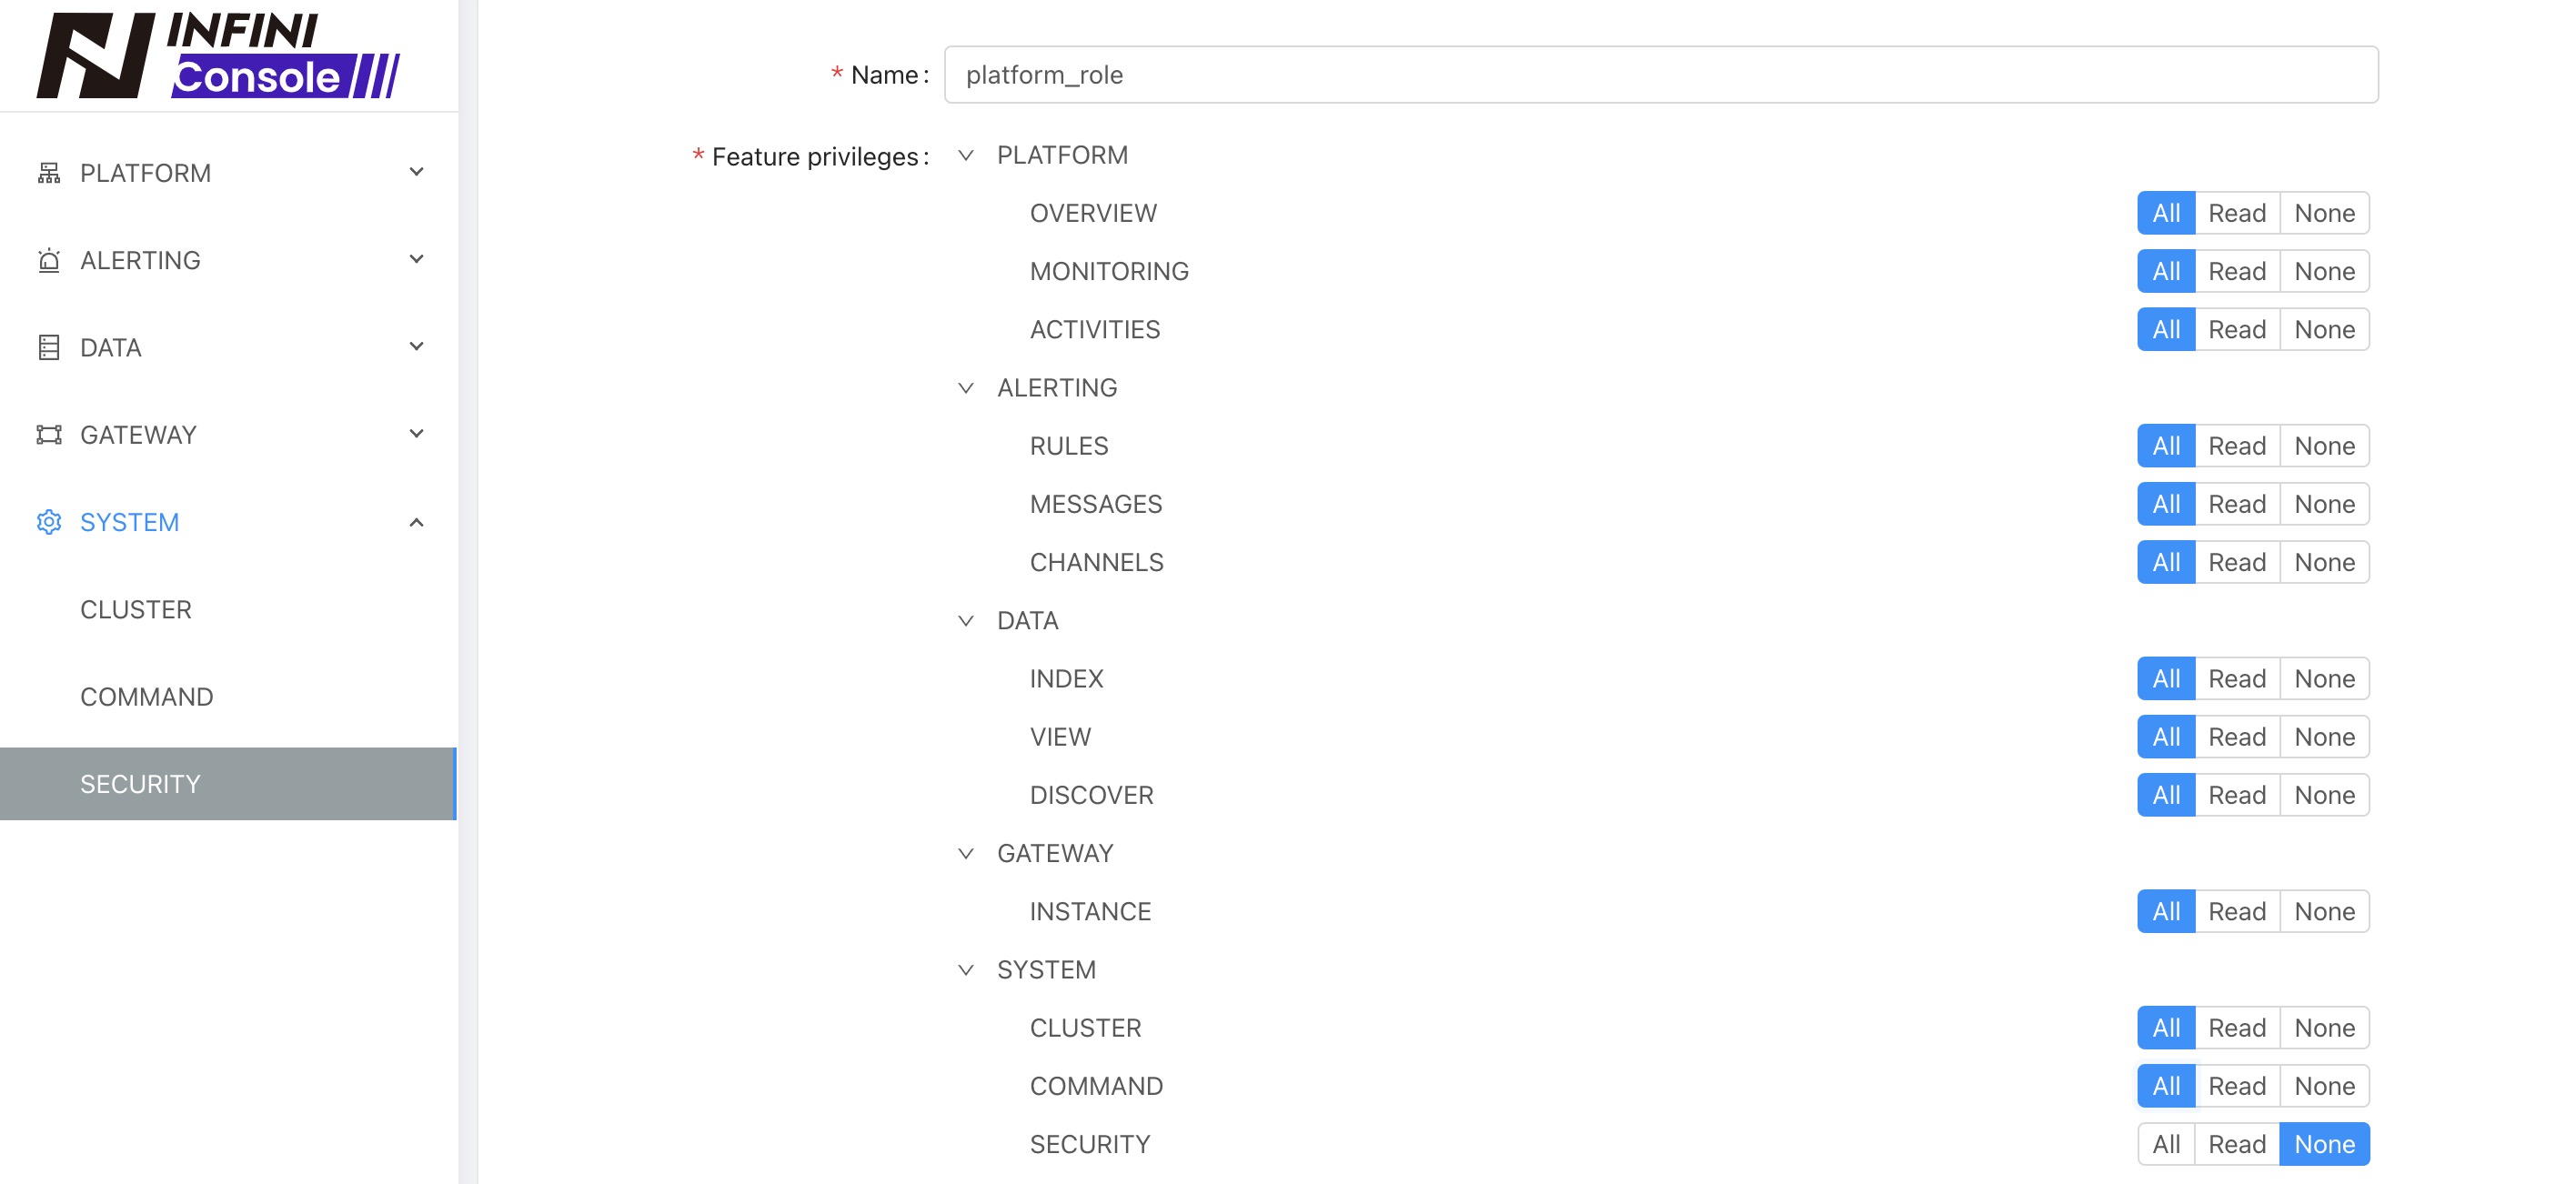 INFINI
Console
PLATFORM
ALERTING
DATA
GATEWAY
SYSTEM
CLUSTER
COMMAND
SECURITY
* Name: platform_role
* Feature privileges: PLATFORM
OVERVIEW All Read None
MONITORING All Read None
ACTIVITIES All Read None
ALERTING
RULES All Read None
MESSAGES All Read None
CHANNELS All Read None
DATA
INDEX All Read None
VIEW All Read None
DISCOVER All Read None
GATEWAY
INSTANCE All Read None
SYSTEM
CLUSTER All Read None
COMMAND All Read None
SECURITY All Read None